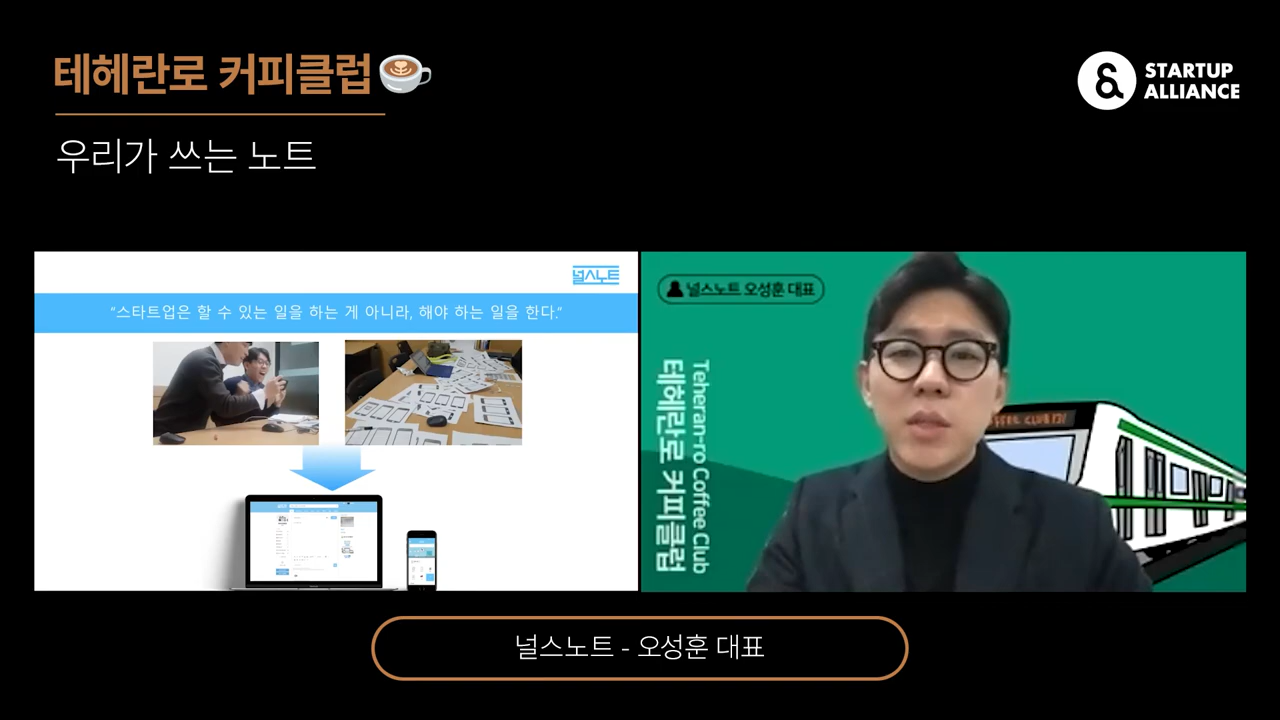 테헤란로 커피클럽
STARTUP
ALLIANCE
우리가 쓰는 노트
널스노트
“스타트업은 할 수 있는 일을 하는 게 아니라, 해야 하는 일을 한다.”
널스노트 오성훈 대표
Teheran-ro Coffee Club
테헤란로 커피클럽
널스노트 - 오성훈 대표